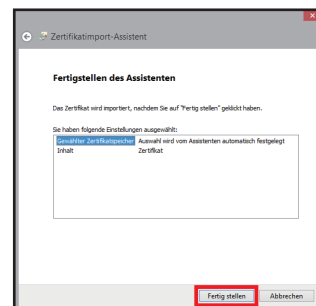 Zertifikatimport-Assistent
Fertigstellen des Assistenten
Das Zertifikat wird importiert, nachdem Sie auf "Fertig stellen" geklickt haben.
Sie haben folgende Einstellungen ausgewählt:
Gewählter Zertifikatspeicher Auswahl wird vom Assistenten automatisch festgelegt
Inhalt Zertifikat
Fertig stellen Abbrechen